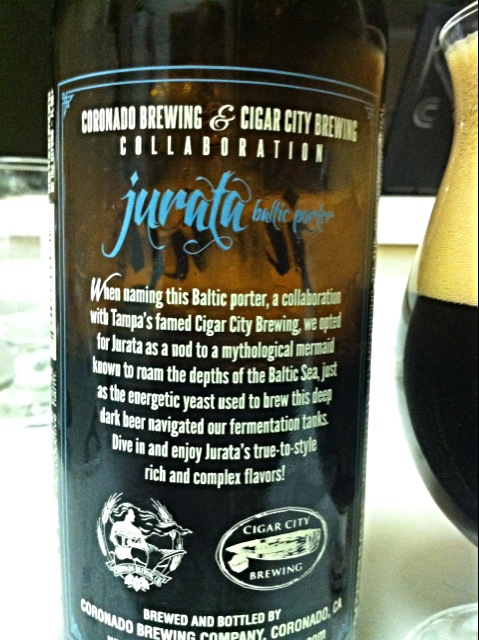 CORONADO BREWING & CIGAR CITY BREWING
COLLABORATION
jurata baltic porter
When naming this Baltic porter, a collaboration
with Tampa's famed Cigar City Brewing, we opted
for Jurata as a nod to a mythological mermaid
known to roam the depths of the Baltic Sea, just
as the energetic yeast used to brew this deep
dark beer navigated our fermentation tanks.
Dive in and enjoy Jurata's true-to-style
rich and complex flavors!
CIGAR CITY
BREWING
BREWED AND BOTTLED BY
CORONADO BREWING COMPANY, CORONADO, CA